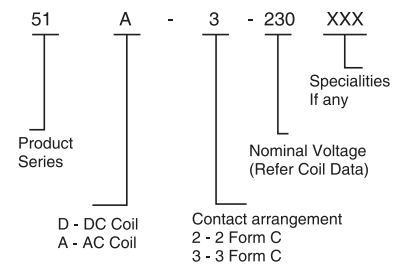 51 A - 3 - 230 XXX
Specialities
If any
Product
Series
Nominal Voltage
(Refer Coil Data)
D - DC Coil
A - AC Coil
Contact arrangement
2 - 2 Form C
3 - 3 Form C